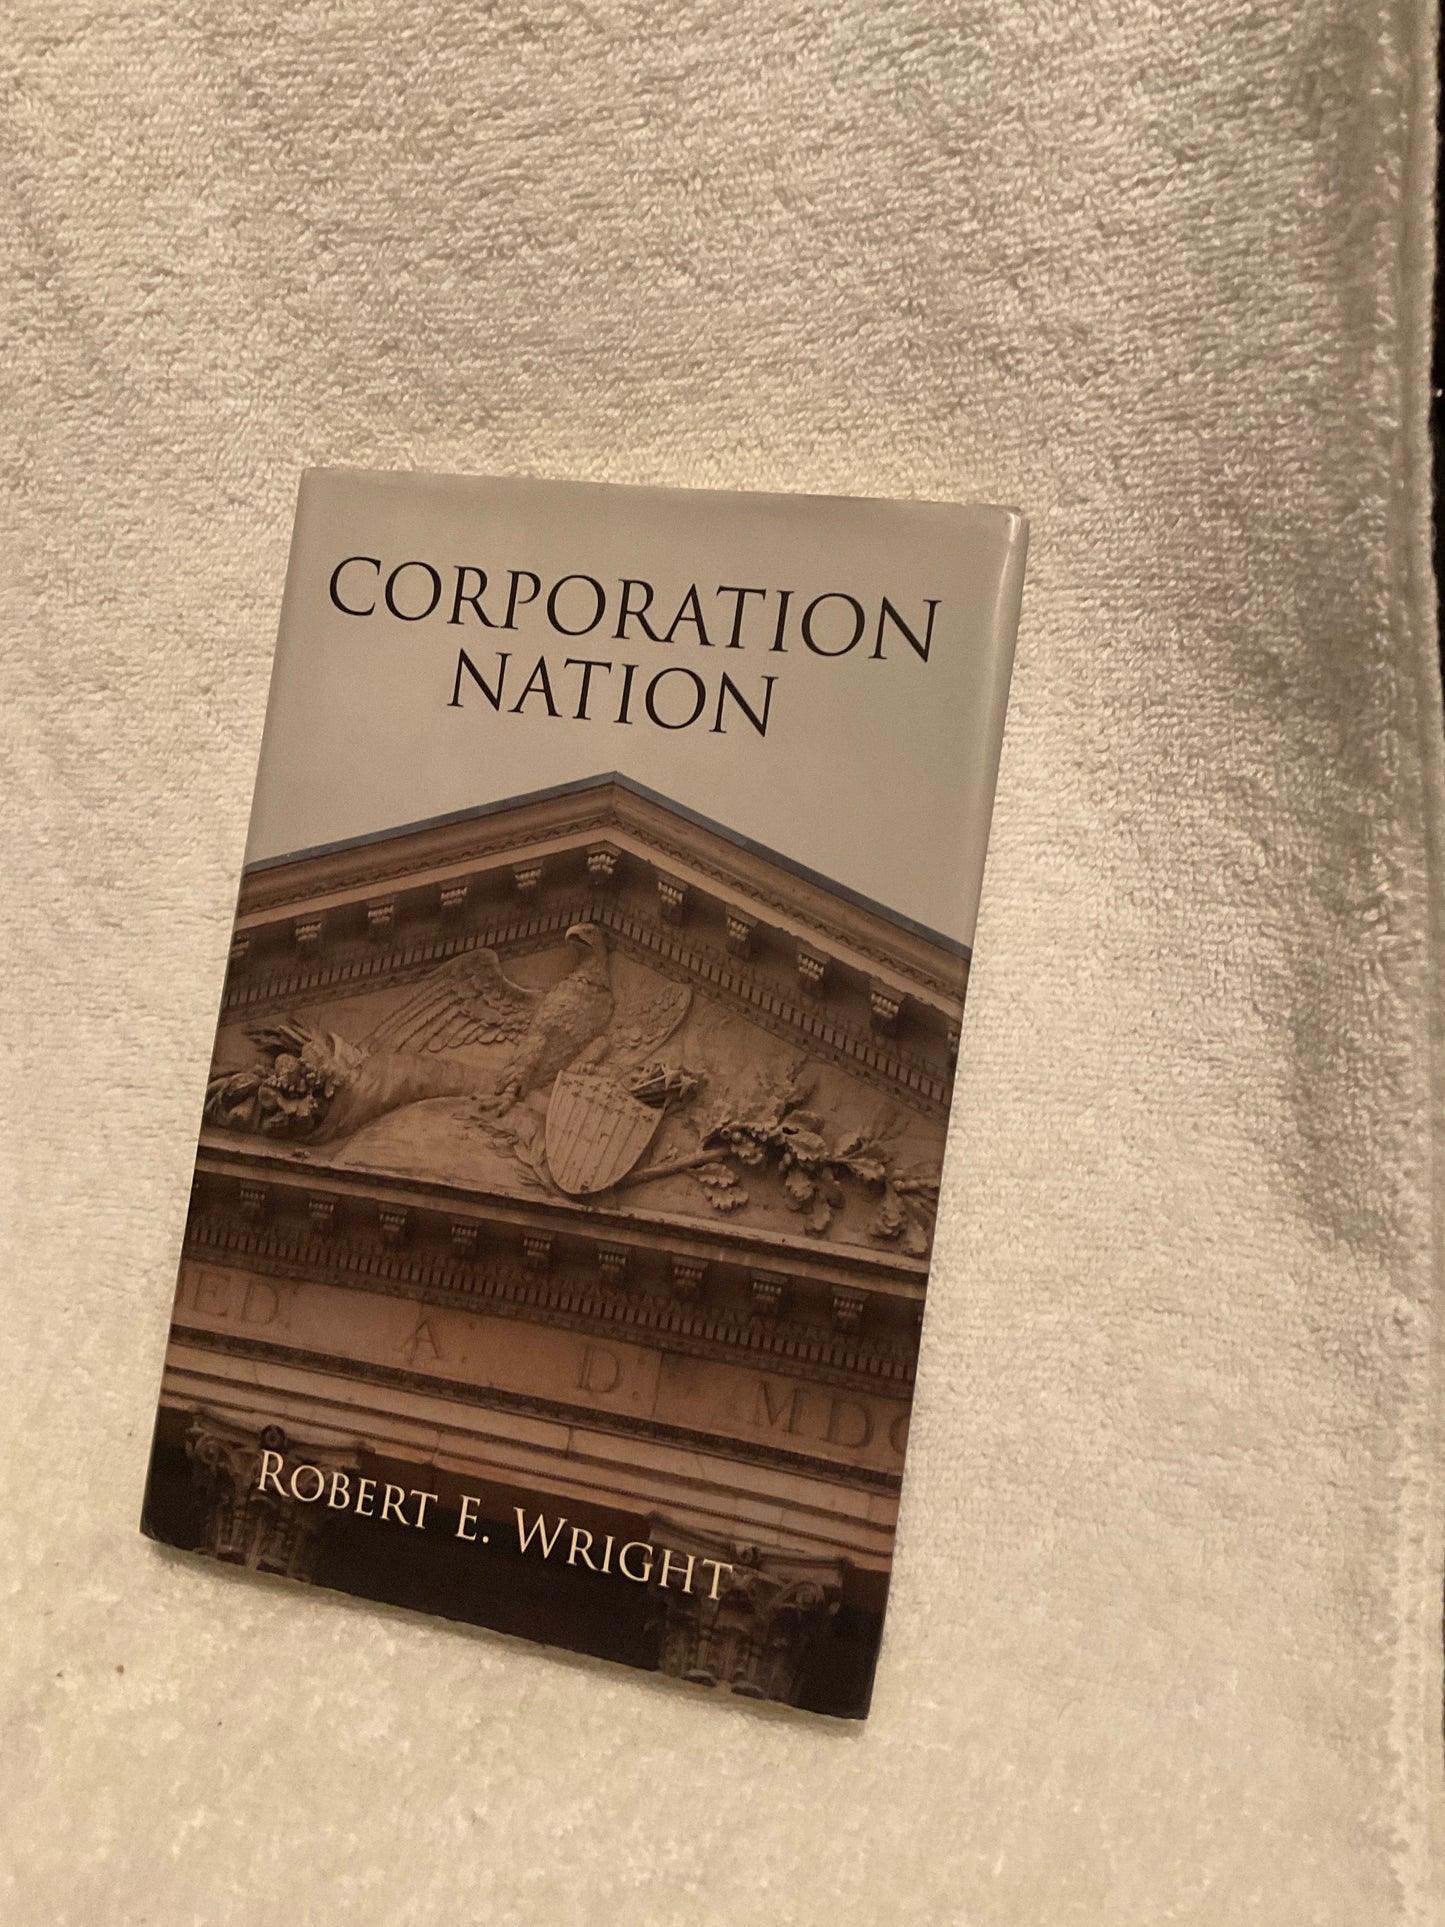 CORPORATION
NATION
ED. A. D. MDC
ROBERT E. WRIGHT